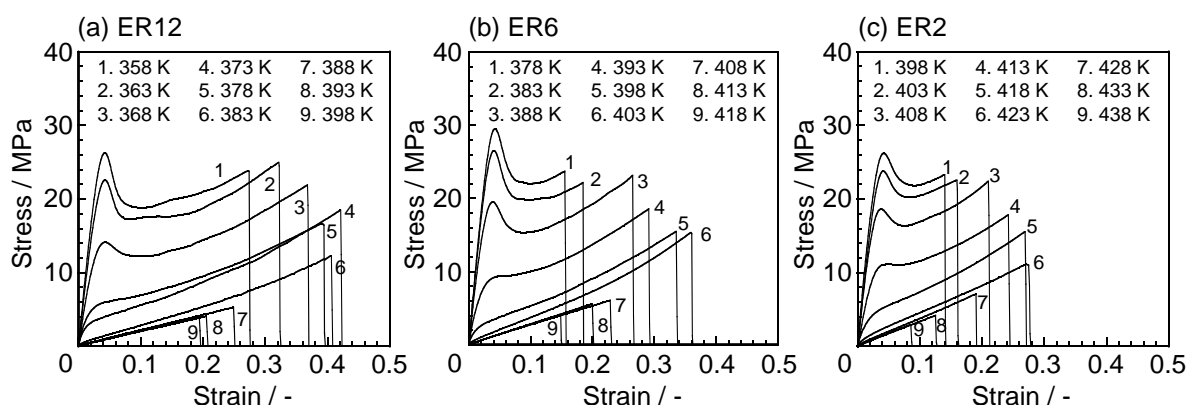 (a) ER12
40
30
20
10
0
Stress / MPa
1. 358 K 4. 373 K 7. 388 K
2. 363 K 5. 378 K 8. 393 K
3. 368 K 6. 383 K 9. 398 K
1
2
3
4
5
6
7
8
9
0.1 0.2 0.3 0.4 0.5
Strain / -
(b) ER6
40
30
20
10
0
Stress / MPa
1. 378 K 4. 393 K 7. 408 K
2. 383 K 5. 398 K 8. 413 K
3. 388 K 6. 403 K 9. 418 K
1
2
3
4
5
6
7
8
9
0.1 0.2 0.3 0.4 0.5
Strain / -
(c) ER2
40
30
20
10
0
Stress / MPa
1. 398 K 4. 413 K 7. 428 K
2. 403 K 5. 418 K 8. 433 K
3. 408 K 6. 423 K 9. 438 K
1
2
3
4
5
6
7
8
9
0.1 0.2 0.3 0.4 0.5
Strain / -